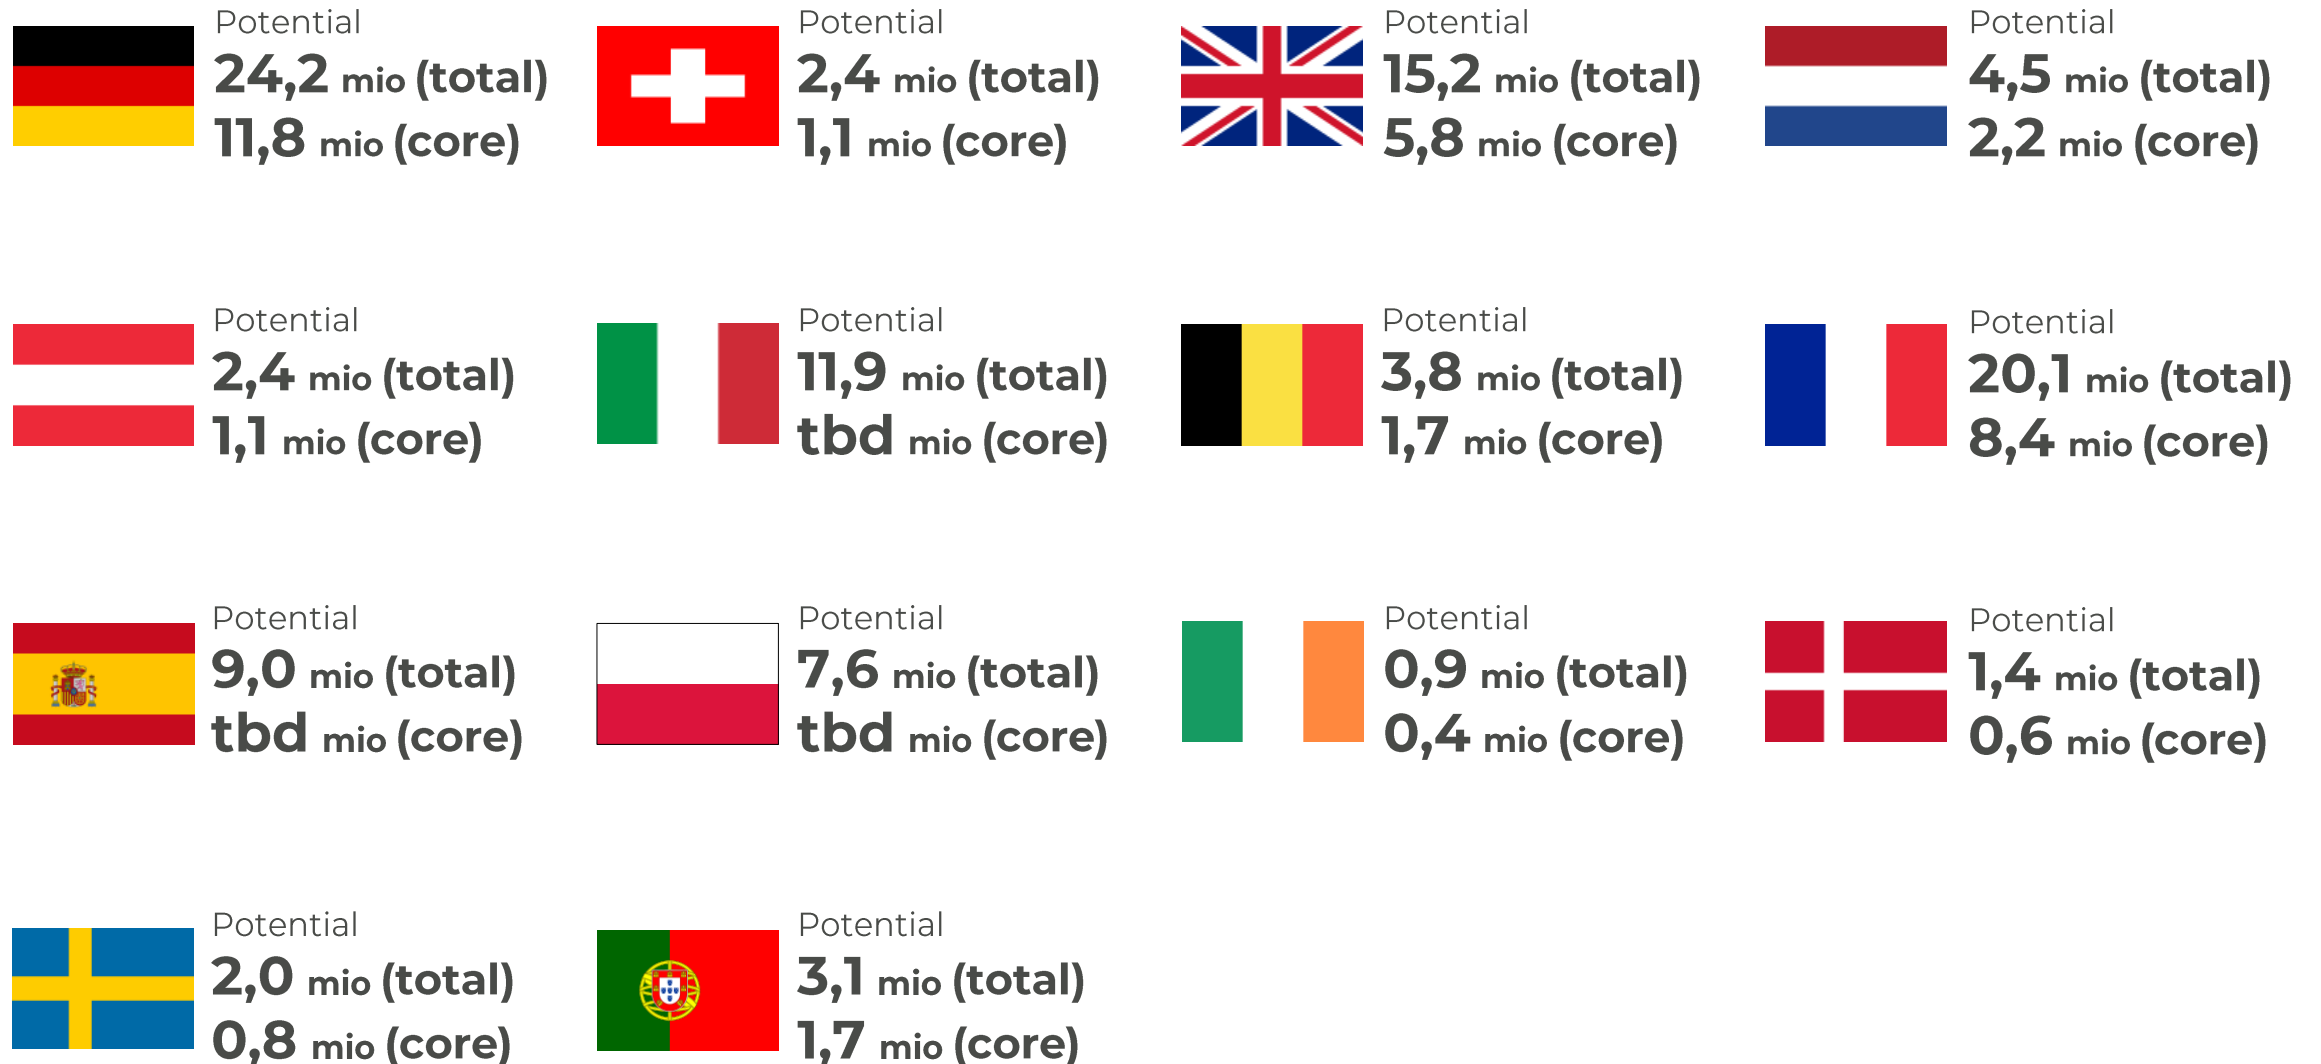 Potential
24,2 mio (total)
11,8 mio (core)
Potential
2,4 mio (total)
1,1 mio (core)
Potential
15,2 mio (total)
5,8 mio (core)
Potential
4,5 mio (total)
2,2 mio (core)
Potential
2,4 mio (total)
1,1 mio (core)
Potential
11,9 mio (total)
tbd mio (core)
Potential
3,8 mio (total)
1,7 mio (core)
Potential
20,1 mio (total)
8,4 mio (core)
Potential
9,0 mio (total)
tbd mio (core)
Potential
7,6 mio (total)
tbd mio (core)
Potential
0,9 mio (total)
0,4 mio (core)
Potential
1,4 mio (total)
0,6 mio (core)
Potential
2,0 mio (total)
0,8 mio (core)
Potential
3,1 mio (total)
1,7 mio (core)